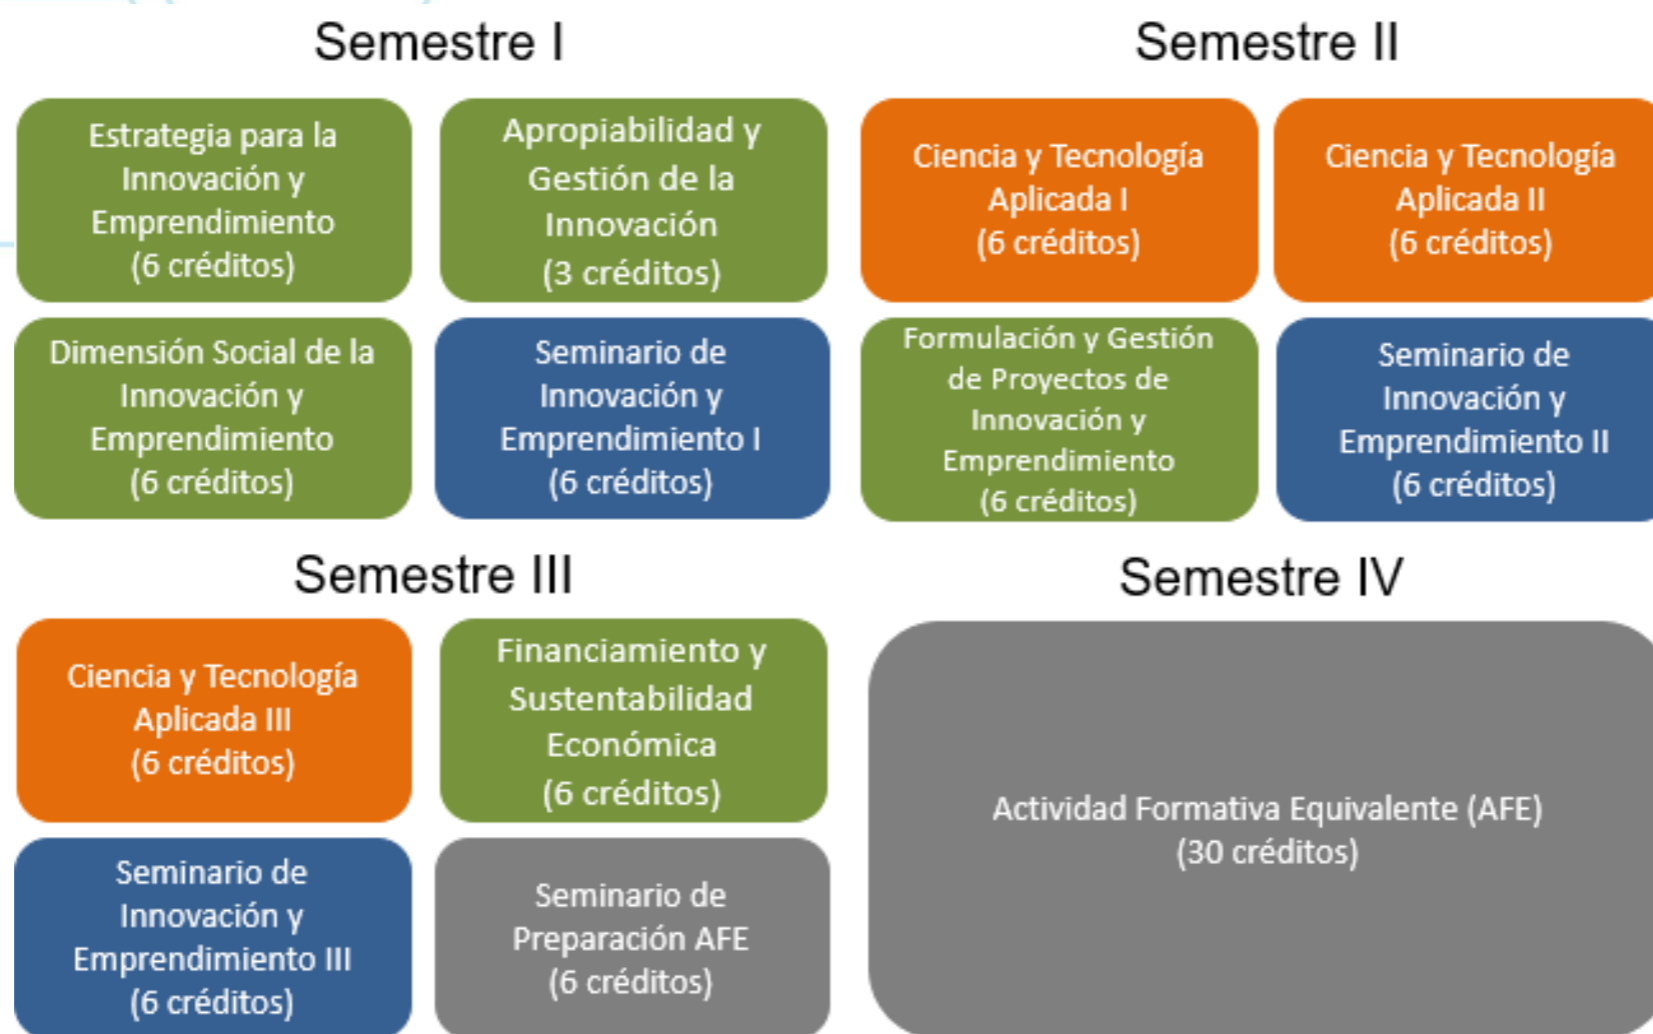 Semestre I
Estrategia para la
Innovación y
Emprendimiento
(6 créditos)
Apropiabilidad y
Gestión de la
Innovación
(3 créditos)
Dimensión Social de la
Innovación y
Emprendimiento
(6 créditos)
Seminario de
Innovación y
Emprendimiento I
(6 créditos)
Semestre II
Ciencia y Tecnología
Aplicada I
(6 créditos)
Ciencia y Tecnología
Aplicada II
(6 créditos)
Formulación y Gestión
de Proyectos de
Innovación y
Emprendimiento
(6 créditos)
Seminario de
Innovación y
Emprendimiento II
(6 créditos)
Semestre III
Ciencia y Tecnología
Aplicada III
(6 créditos)
Financiamiento y
Sustentabilidad
Económica
(6 créditos)
Seminario de
Innovación y
Emprendimiento III
(6 créditos)
Seminario de
Preparación AFE
(6 créditos)
Semestre IV
Actividad Formativa Equivalente (AFE)
(30 créditos)